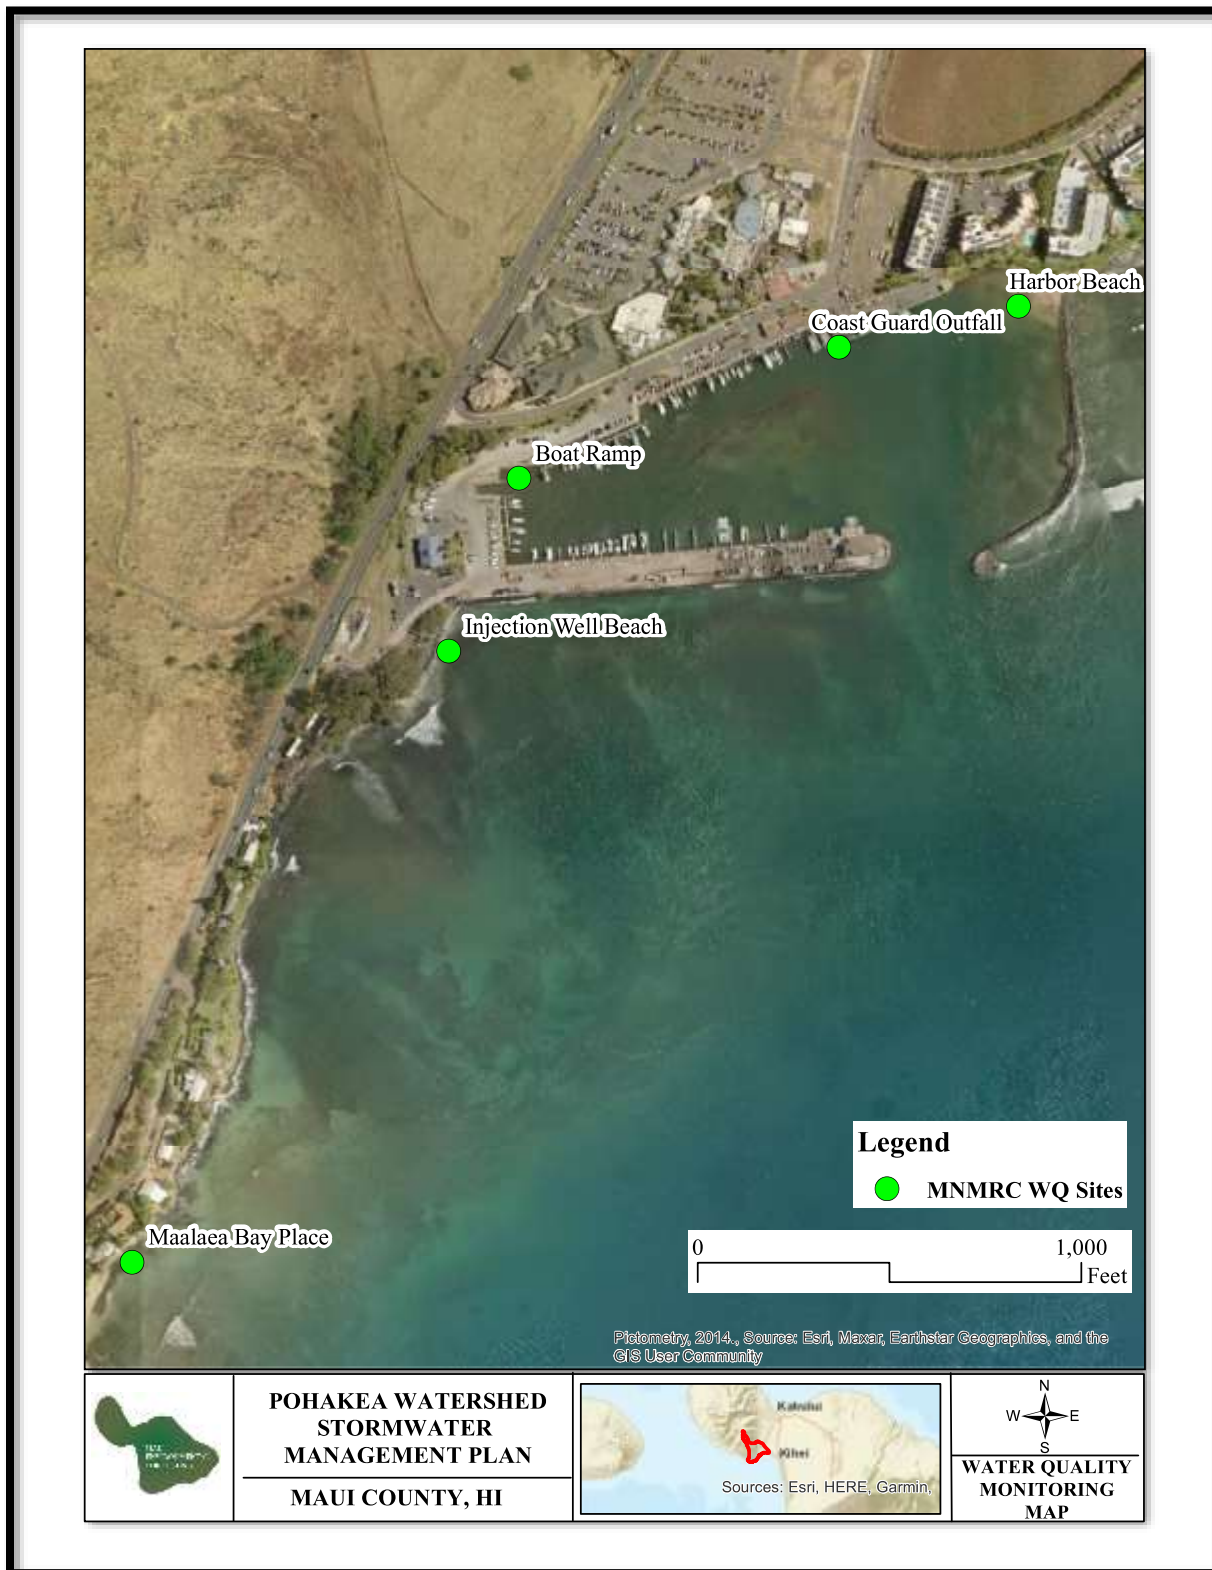 Harbor Beach
Coast Guard Outfall
Boat Ramp
Injection Well Beach
Maalaea Bay Place
Legend
MNMRC WQ Sites
0 1,000
Feet
Pictometry, 2014., Source: Esri, Maxar, Earthstar Geographics, and the
GIS User Community
POHAKEA WATERSHED
STORMWATER
MANAGEMENT PLAN
MAUI COUNTY, HI
Kahului
Kihei
Sources: Esri, HERE, Garmin,
N
W E
S
WATER QUALITY
MONITORING
MAP